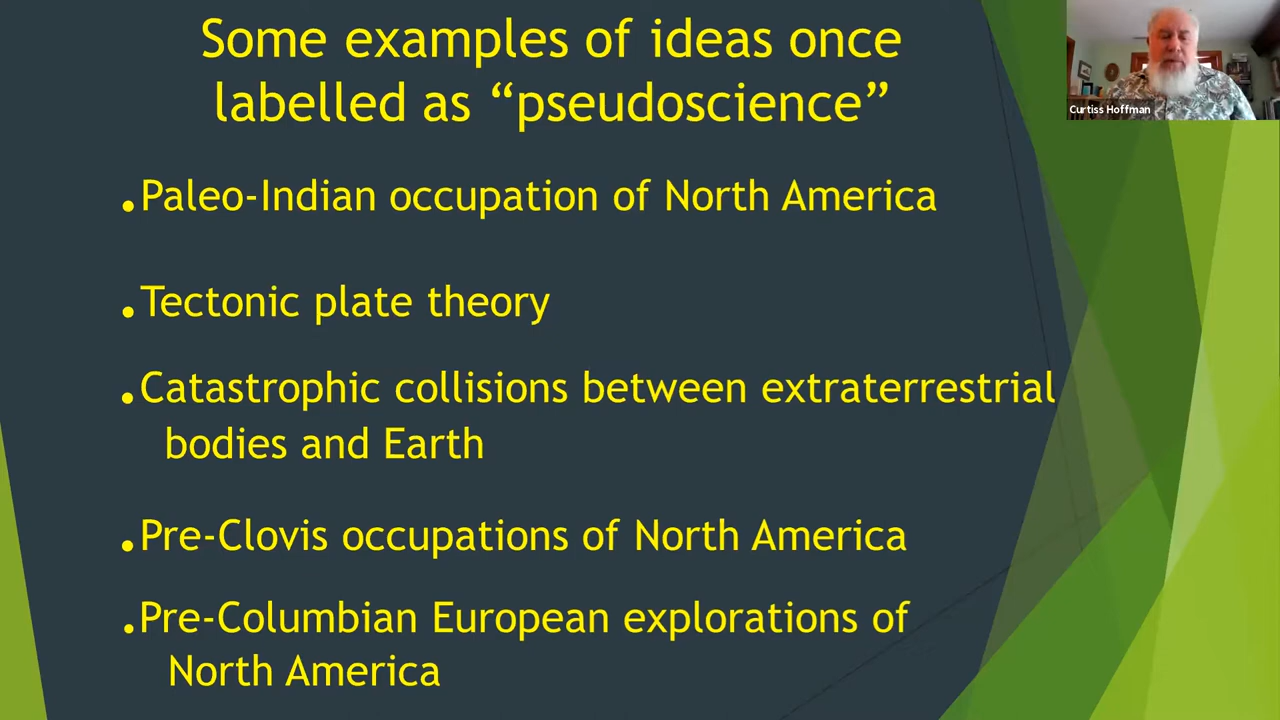 Some examples of ideas once
labelled as “pseudoscience”
Curtiss Hoffman
.Paleo-Indian occupation of North America
.Tectonic plate theory
.Catastrophic collisions between extraterrestrial
bodies and Earth
.Pre-Clovis occupations of North America
.Pre-Columbian European explorations of
North America